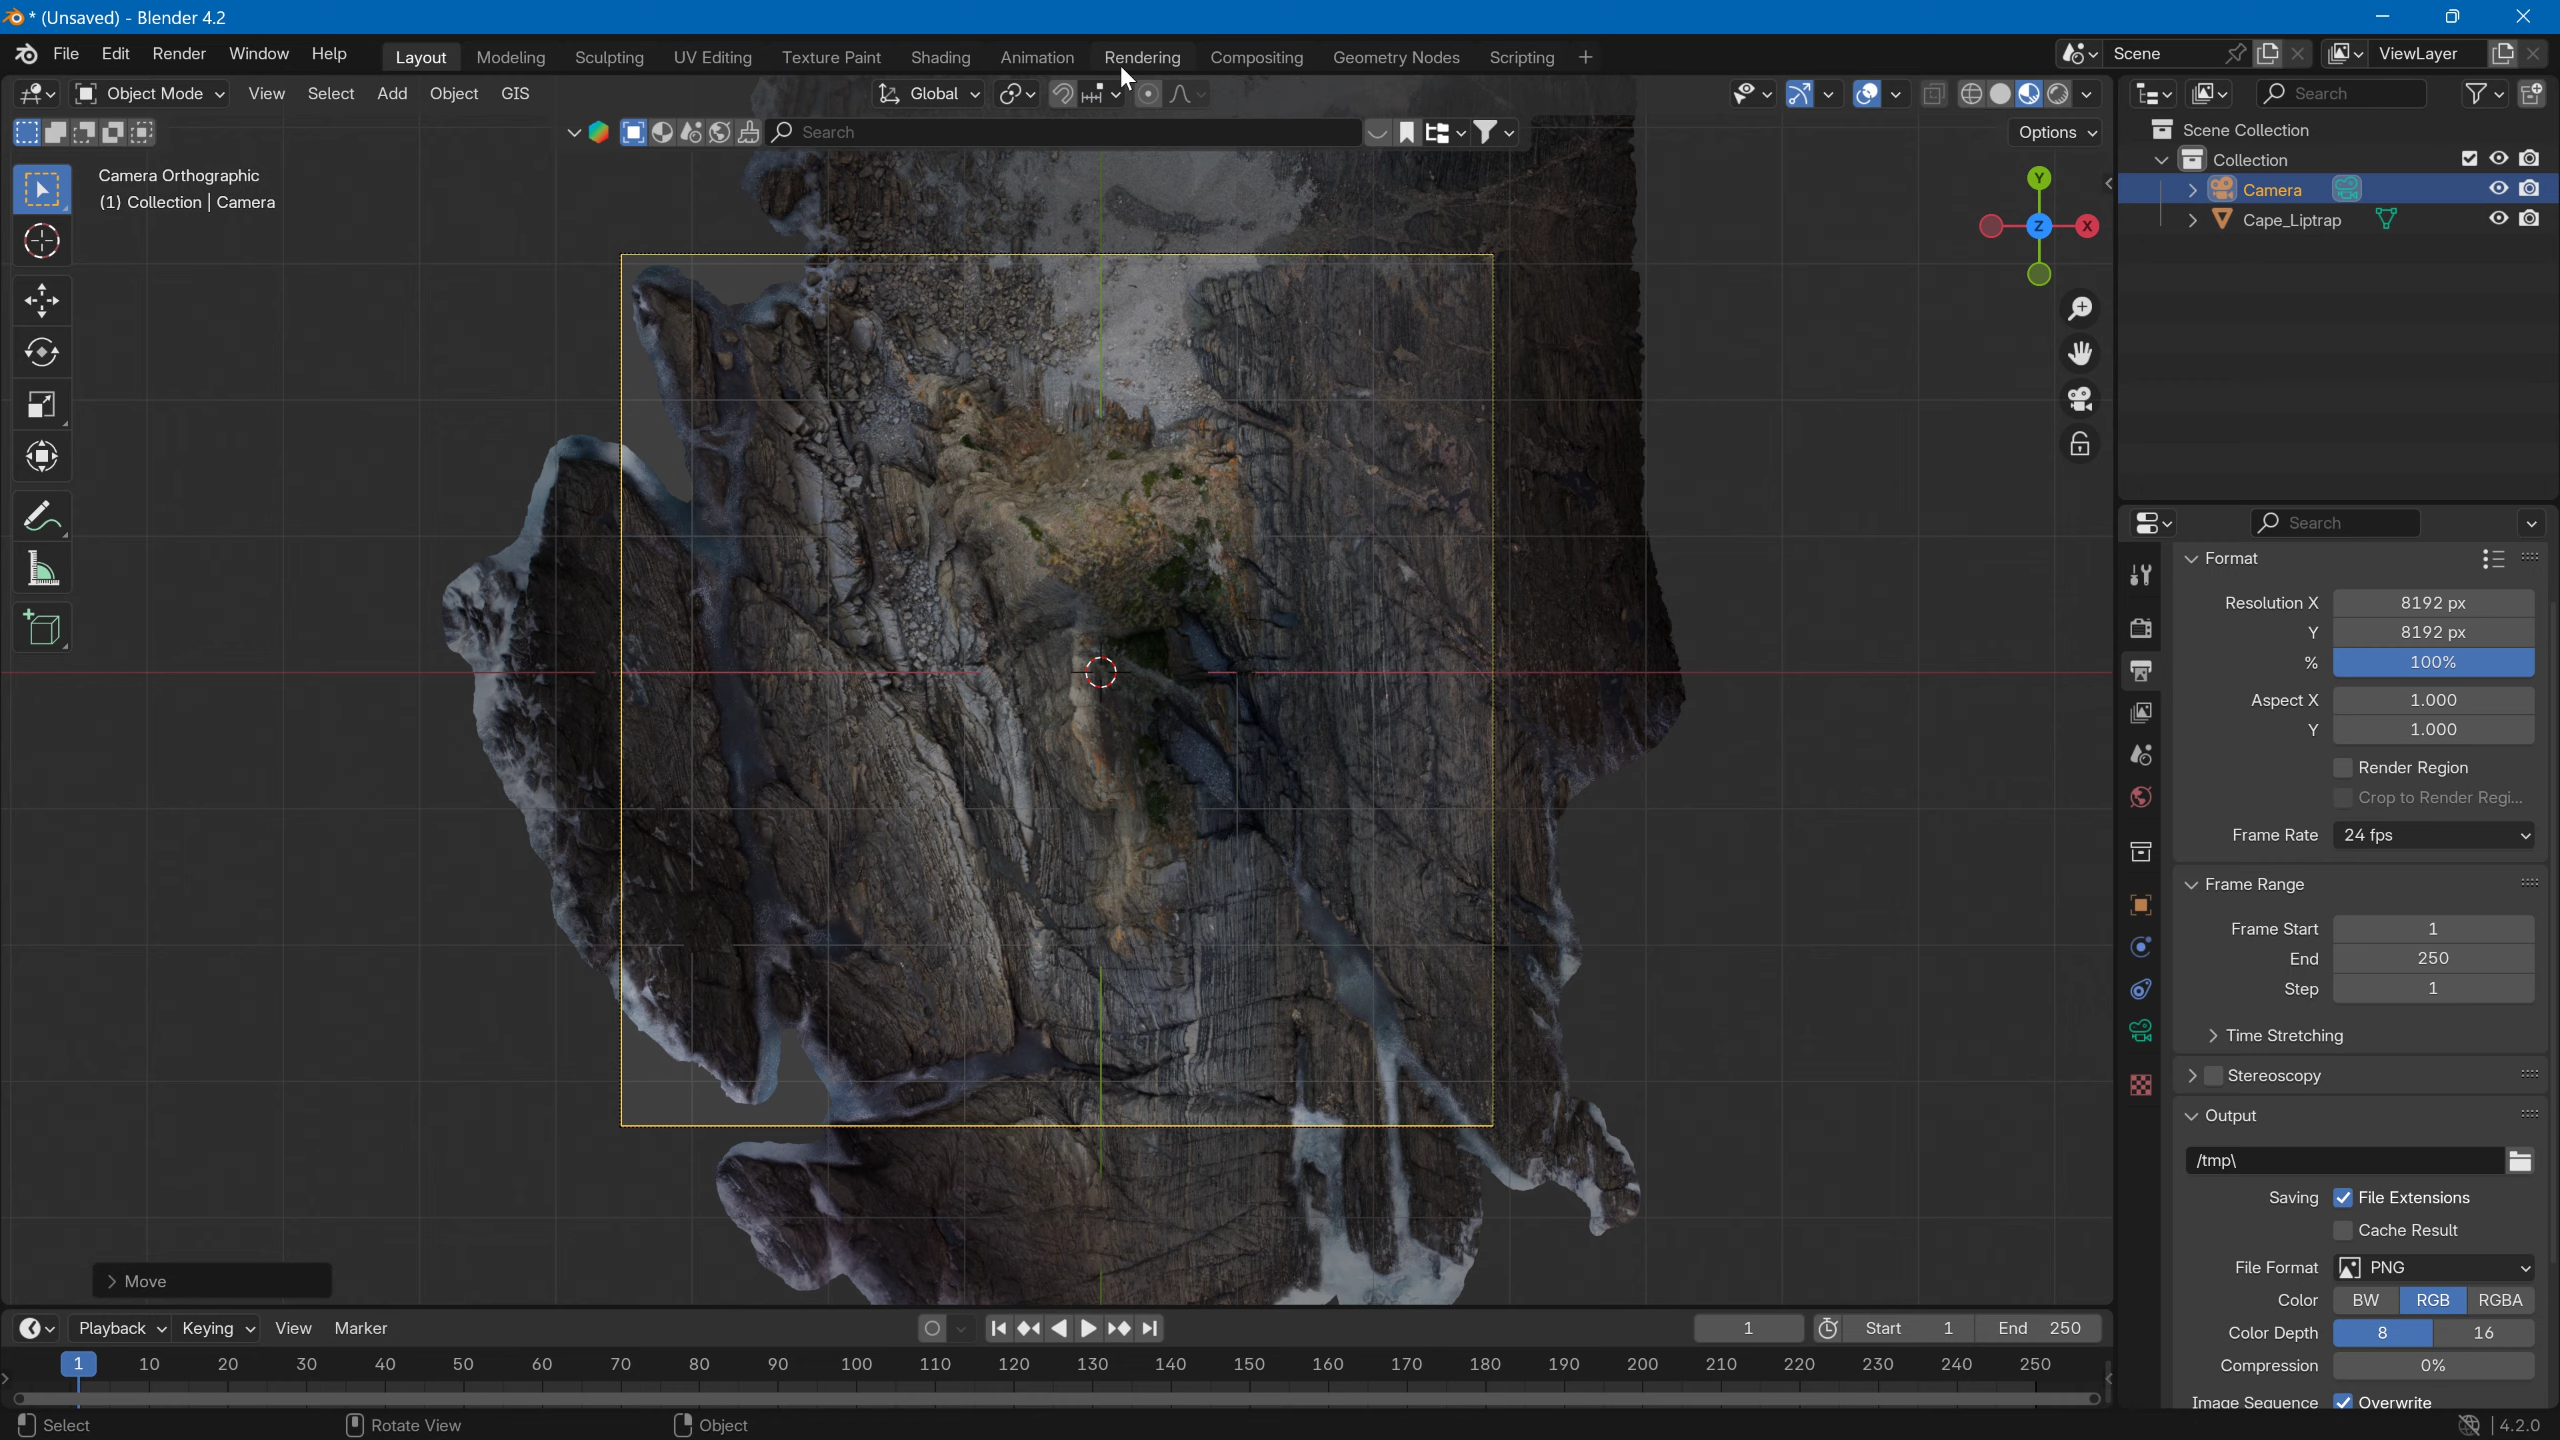 * (Unsaved) - Blender 4.2
File Edit Render Window Help Layout Modeling Sculpting UV Editing Texture Paint Shading Animation Rendering Compositing Geometry Nodes Scripting + Scene ViewLayer
Object Mode View Select Add Object GIS Global Search
Search Options
Scene Collection
Collection
Camera
Cape_Liptrap
Camera Orthographic
(1) Collection | Camera
Y
Z X
Search
Format
Resolution X 8192 px
Y 8192 px
% 100%
Aspect X 1.000
Y 1.000
Render Region
Crop to Render Regi...
Frame Rate 24 fps
Frame Range
Frame Start 1
End 250
Step 1
Time Stretching
Stereoscopy
Output
/tmp\
Saving File Extensions
Cache Result
File Format PNG
Color BW RGB RGBA
Color Depth 8 16
Compression 0%
Image Sequence Overwrite
Move
Playback Keying View Marker 1 Start 1 End 250
1 10 20 30 40 50 60 70 80 90 100 110 120 130 140 150 160 170 180 190 200 210 220 230 240 250
Select Rotate View Object 4.2.0